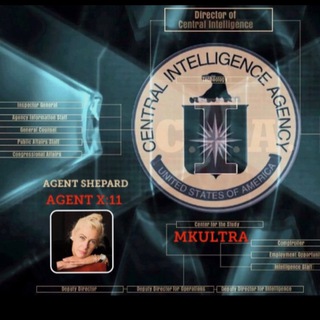 Director of
Central Intelligence
CENTRAL INTELLIGENCE AGENCY
C.I.A
UNITED STATES OF AMERICA
Inspector General
Agency Information Staff
General Counsel
Public Affairs Staff
Congressional Affairs
AGENT SHEPARD
AGENT X 11
Center for the Study
MKULTRA
Comptroller
Employment Opportuni
Intelligence Staff
Deputy Director
Deputy Director for Operations
Deputy Director for Intelligence